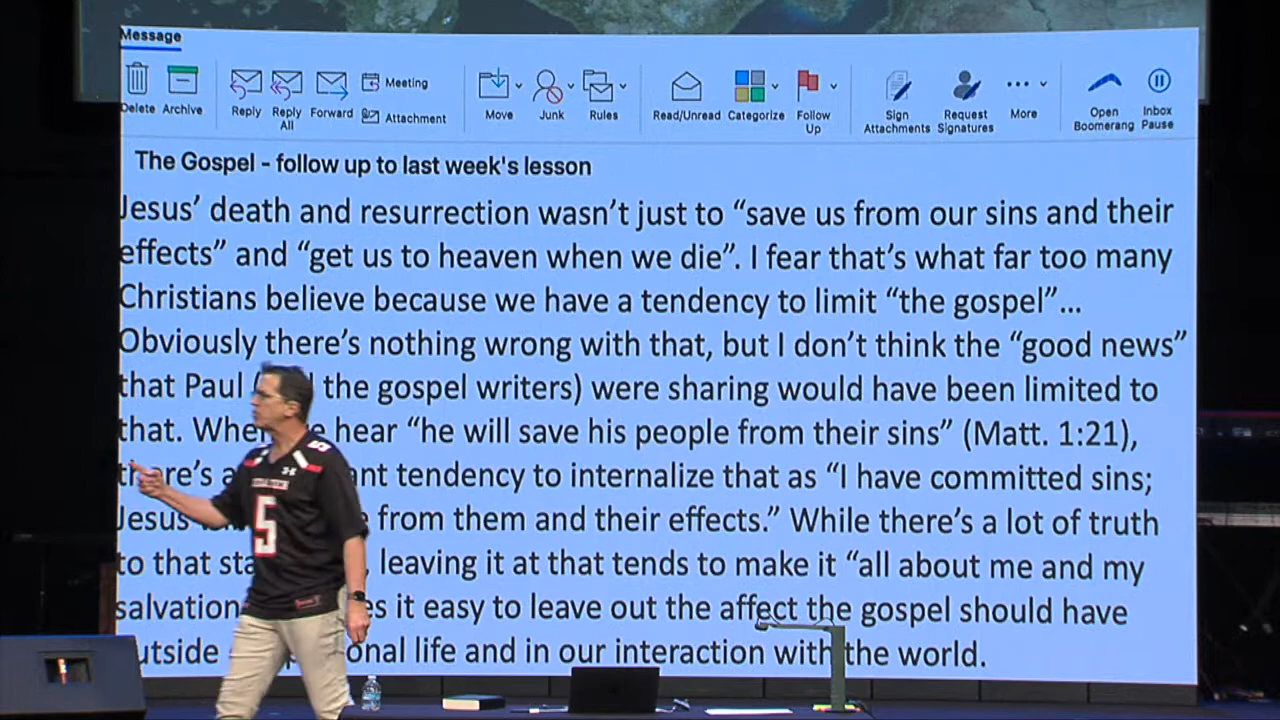 Message
Delete Archive Reply Reply All Forward Meeting Attachment Move Junk Rules Read/Unread Categorize Follow Up Sign Attachments Request Signatures More Open Boomerang Inbox Pause
The Gospel - follow up to last week's lesson
Jesus’ death and resurrection wasn’t just to “save us from our sins and their
effects” and “get us to heaven when we die”. I fear that’s what far too many
Christians believe because we have a tendency to limit “the gospel”...
Obviously there’s nothing wrong with that, but I don’t think the “good news”
that Paul the gospel writers) were sharing would have been limited to
that. When hear “he will save his people from their sins” (Matt. 1:21),
there’s tendency to internalize that as “I have committed sins;
Jesus from them and their effects.” While there’s a lot of truth
to that leaving it at that tends to make it “all about me and my
salvation it easy to leave out the affect the gospel should have
life and in our interaction with the world.
5
5